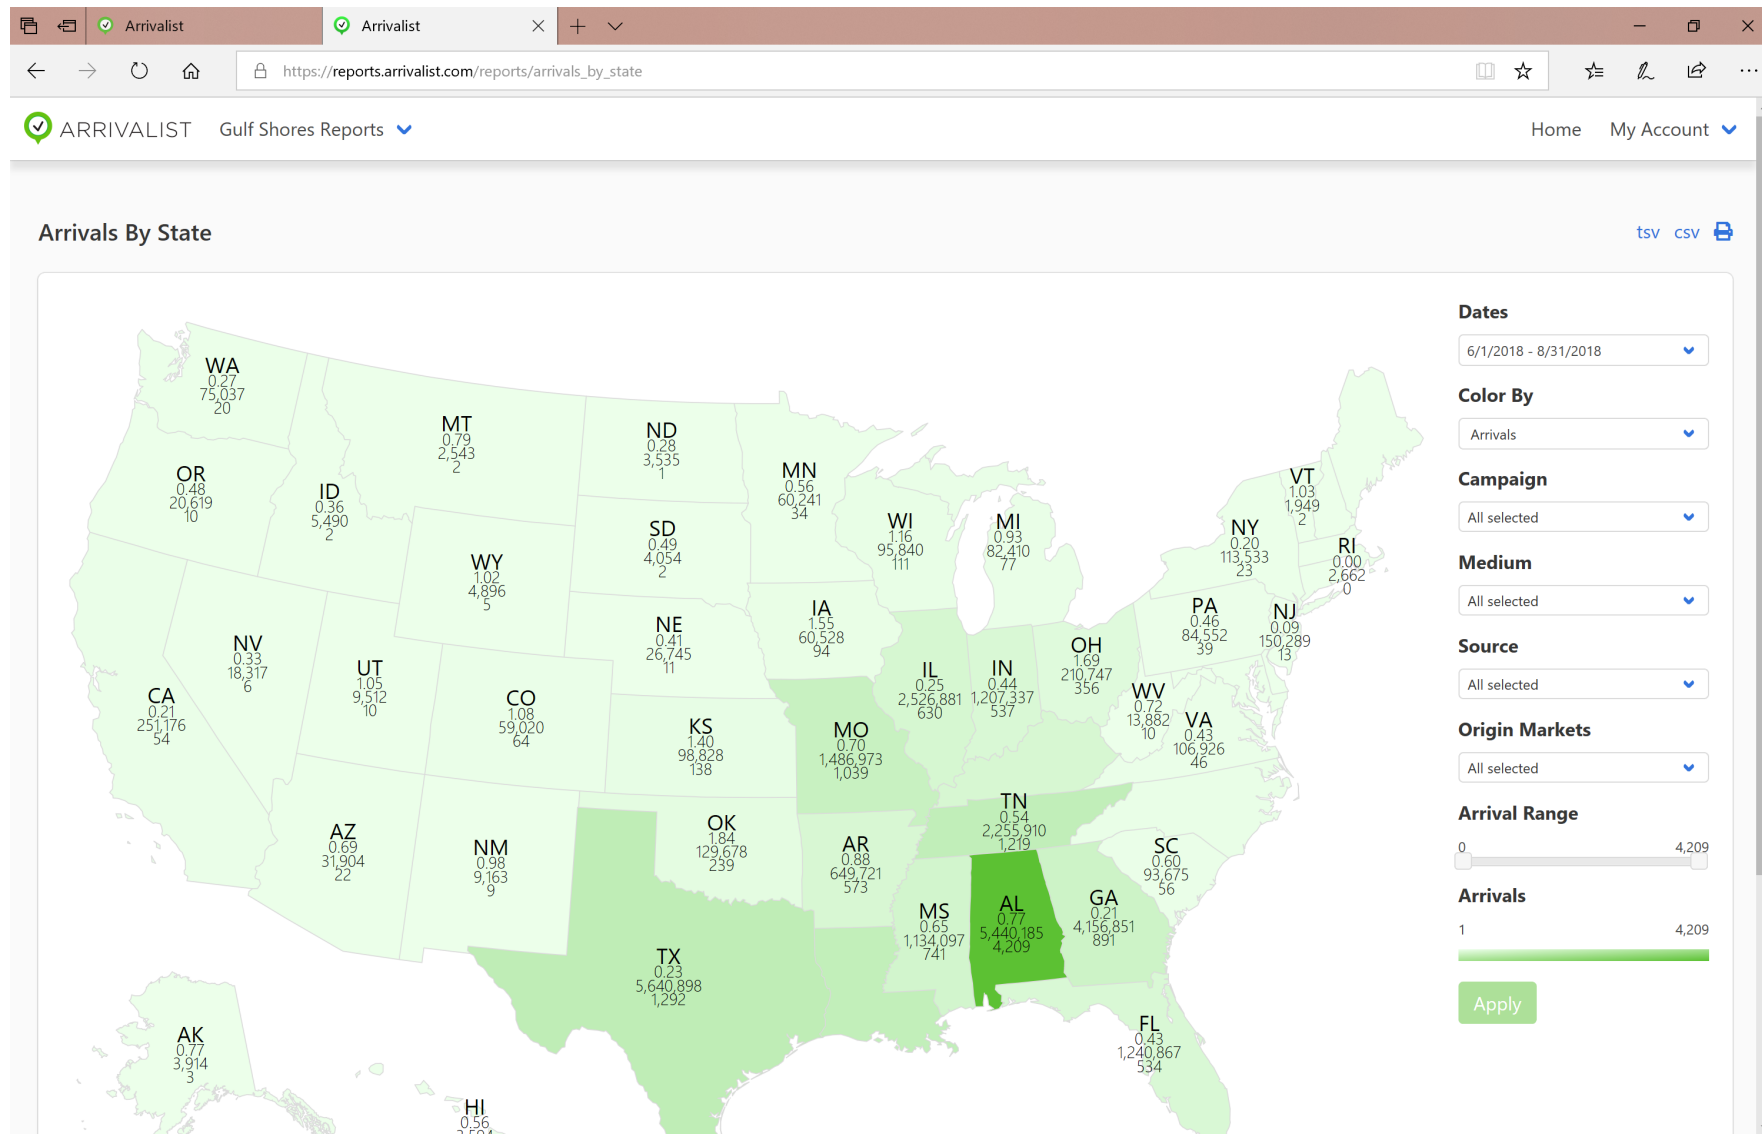 Arrivalist
Arrivalist
https://reports.arrivalist.com/reports/arrivals_by_state
ARRIVALIST
Gulf Shores Reports
Home
My Account
Arrivals By State
tsv csv
WA
0.27
75,037
20
MT
0.79
2,543
2
ND
0.28
3,535
1
MN
0.56
60,241
34
OR
0.48
20,619
10
ID
0.36
5,490
2
SD
0.49
4,054
2
WY
1.02
4,896
5
WI
1.16
95,840
111
MI
0.93
82,410
77
VT
1.03
1,949
2
NY
0.20
113,533
23
RI
0.00
2,662
0
PA
0.46
84,552
39
NJ
0.09
150,289
13
IA
1.55
60,528
94
NE
0.41
26,745
11
NV
0.33
18,317
6
UT
1.05
9,512
10
CA
0.21
251,176
54
CO
1.08
59,020
64
KS
1.40
98,828
138
MO
0.70
1,486,973
1,039
IL
0.25
2,526,881
630
IN
0.44
1,207,337
537
OH
1.69
210,747
356
WV
0.72
13,882
10
VA
0.43
106,926
46
AZ
0.69
31,904
22
NM
0.98
9,163
9
OK
1.84
129,678
239
AR
0.88
649,721
573
TN
0.54
2,255,910
1,219
SC
0.60
93,675
56
MS
0.65
1,134,097
741
AL
0.77
5,440,185
4,209
GA
0.21
4,156,851
891
TX
0.23
5,640,898
1,292
FL
0.43
1,240,867
534
AK
0.77
3,914
3
HI
0.56
Dates
6/1/2018 - 8/31/2018
Color By
Arrivals
Campaign
All selected
Medium
All selected
Source
All selected
Origin Markets
All selected
Arrival Range
0 4,209
Arrivals
1 4,209
Apply